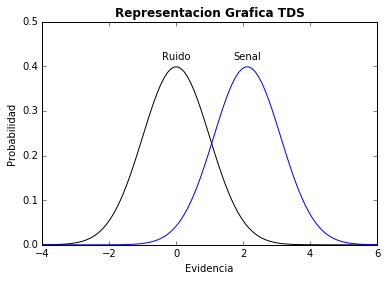 Representacion Grafica TDS
0.5
Ruido
Senal
0.4
0.3
0.2
0.1
0.0
Probabilidad
−4
−2
0
2
4
6
Evidencia